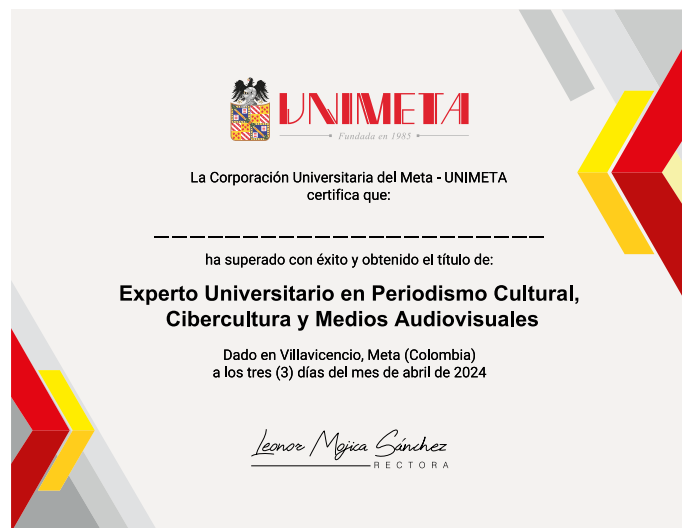 UNIMETA
Fundada en 1985
La Corporación Universitaria del Meta - UNIMETA
certifica que:
ha superado con éxito y obtenido el título de:
Experto Universitario en Periodismo Cultural,
Cibercultura y Medios Audiovisuales
Dado en Villavicencio, Meta (Colombia)
a los tres (3) días del mes de abril de 2024
Leonor Mojica Sánchez
RECTORA